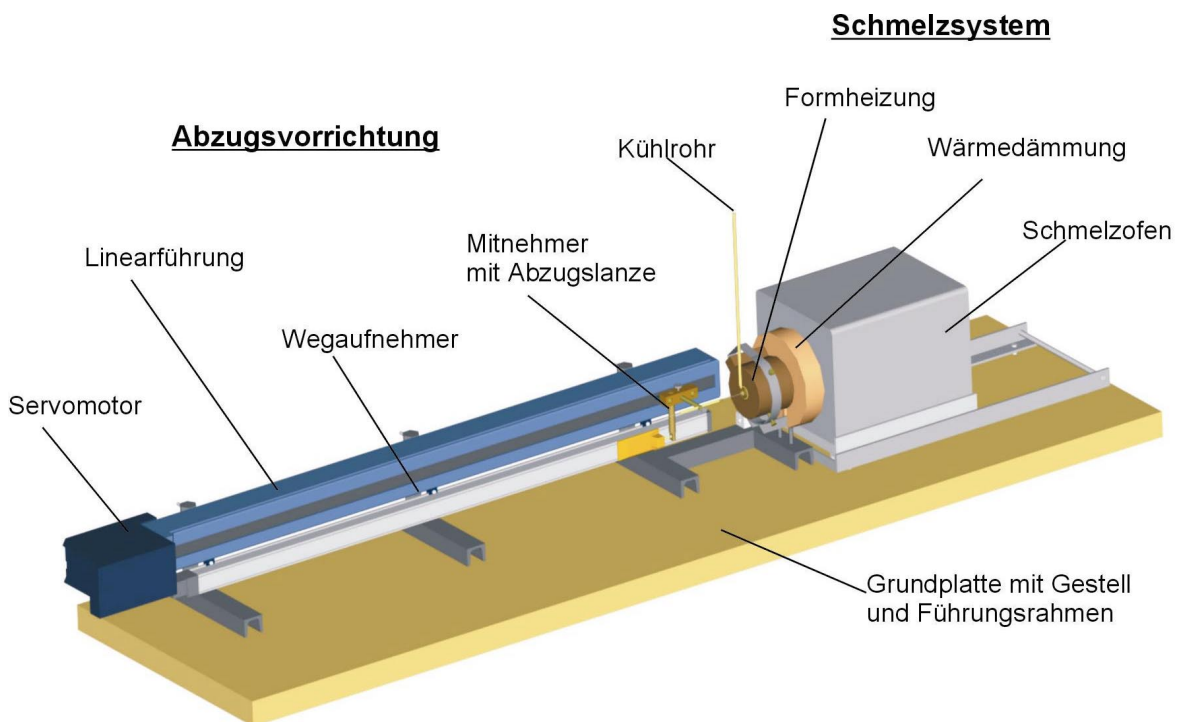 Schmelzsystem
Formheizung
Abzugsvorrichtung
Kühlrohr
Wärmedämmung
Schmelzofen
Mitnehmer
mit Abzugslanze
Linearführung
Wegaufnehmer
Servomotor
Grundplatte mit Gestell
und Führungsrahmen